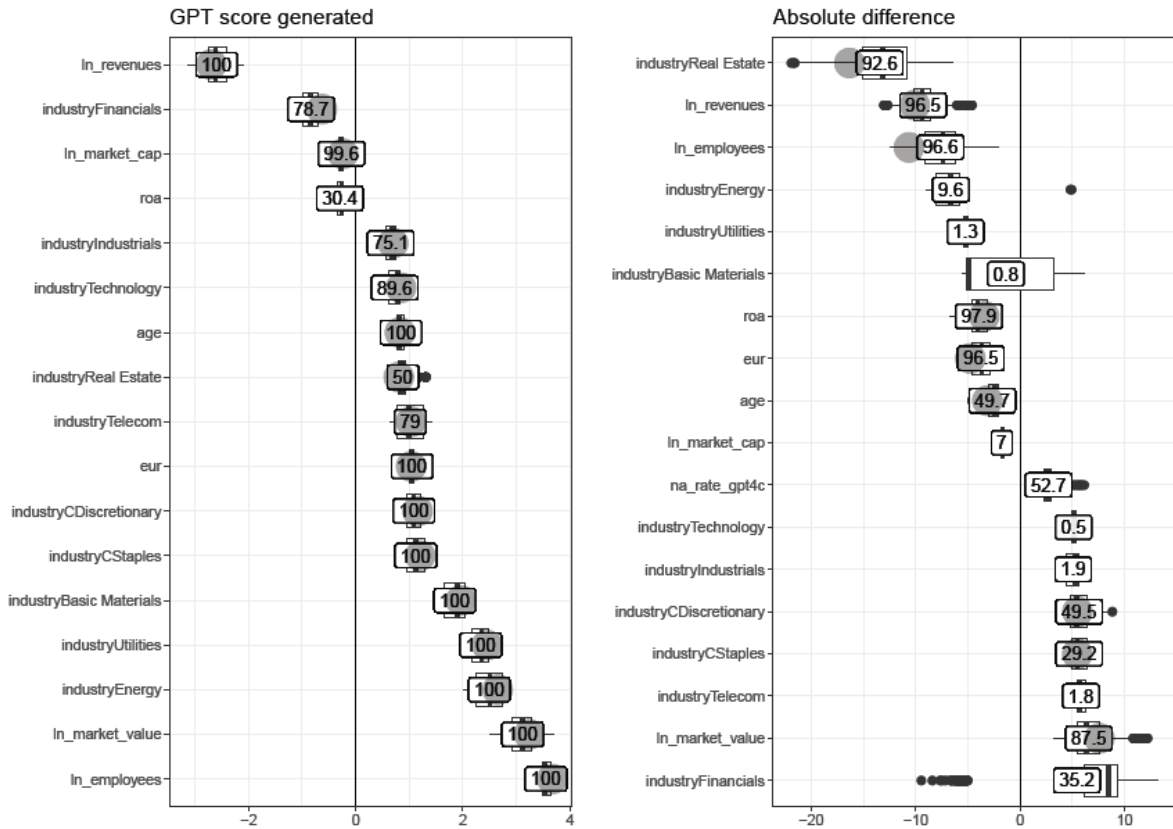 GPT score generated
ln_revenues 100
industryFinancials 78.7
ln_market_cap 99.6
roa 30.4
industryIndustrials 75.1
industryTechnology 89.6
age 100
industryReal Estate 50
industryTelecom 79
eur 100
industryCDiscretionary 100
industryCStaples 100
industryBasic Materials 100
industryUtilities 100
industryEnergy 100
ln_market_value 100
ln_employees 100
−2 0 2 4
Absolute difference
industryReal Estate 92.6
ln_revenues 96.5
ln_employees 96.6
industryEnergy 9.6
industryUtilities 1.3
industryBasic Materials 0.8
roa 97.9
eur 96.5
age 49.7
ln_market_cap 7
na_rate_gpt4c 52.7
industryTechnology 0.5
industryIndustrials 1.9
industryCDiscretionary 49.5
industryCStaples 29.2
industryTelecom 1.8
ln_market_value 87.5
industryFinancials 35.2
−20 −10 0 10